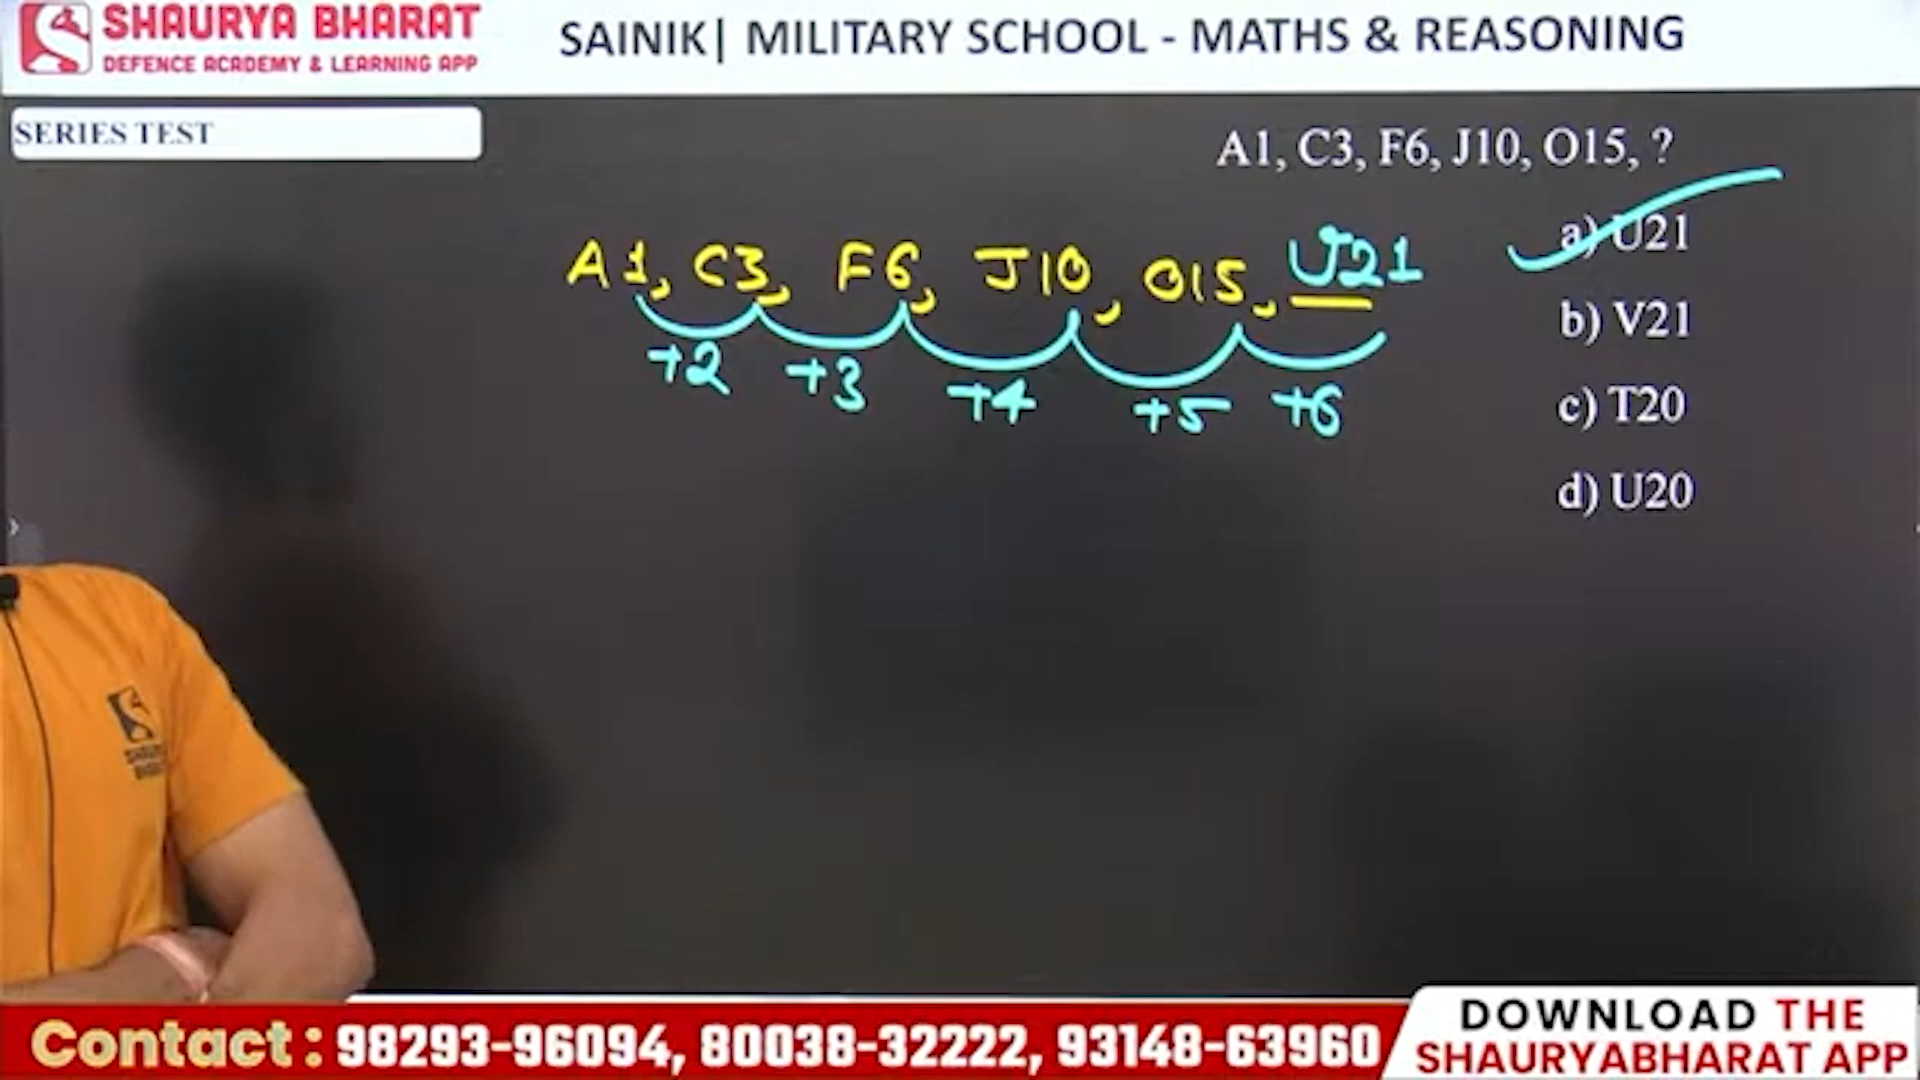 SHAURYA BHARAT
DEFENCE ACADEMY & LEARNING APP
SAINIK| MILITARY SCHOOL - MATHS & REASONING
SERIES TEST
A1, C3, F6, J10, O15, ?
a) U21
b) V21
c) T20
d) U20
A1, C3, F6, J10, O15, U21
+2 +3 +4 +5 +6
Contact : 98293-96094, 80038-32222, 93148-63960
DOWNLOAD THE
SHAURYABHARAT APP